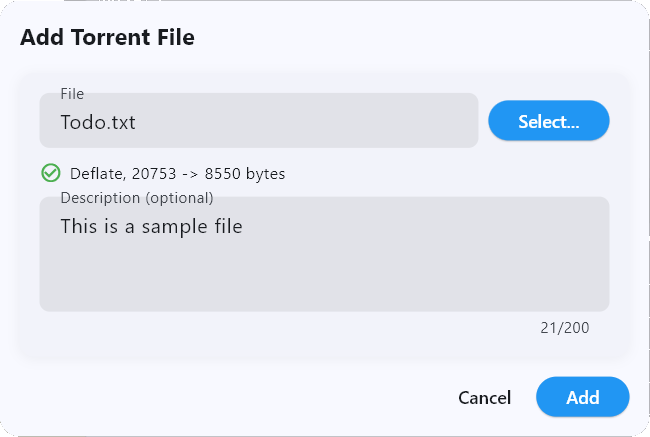 Add Torrent File
File
Todo.txt
Select...
Deflate, 20753 -> 8550 bytes
Description (optional)
This is a sample file
21/200
Cancel
Add